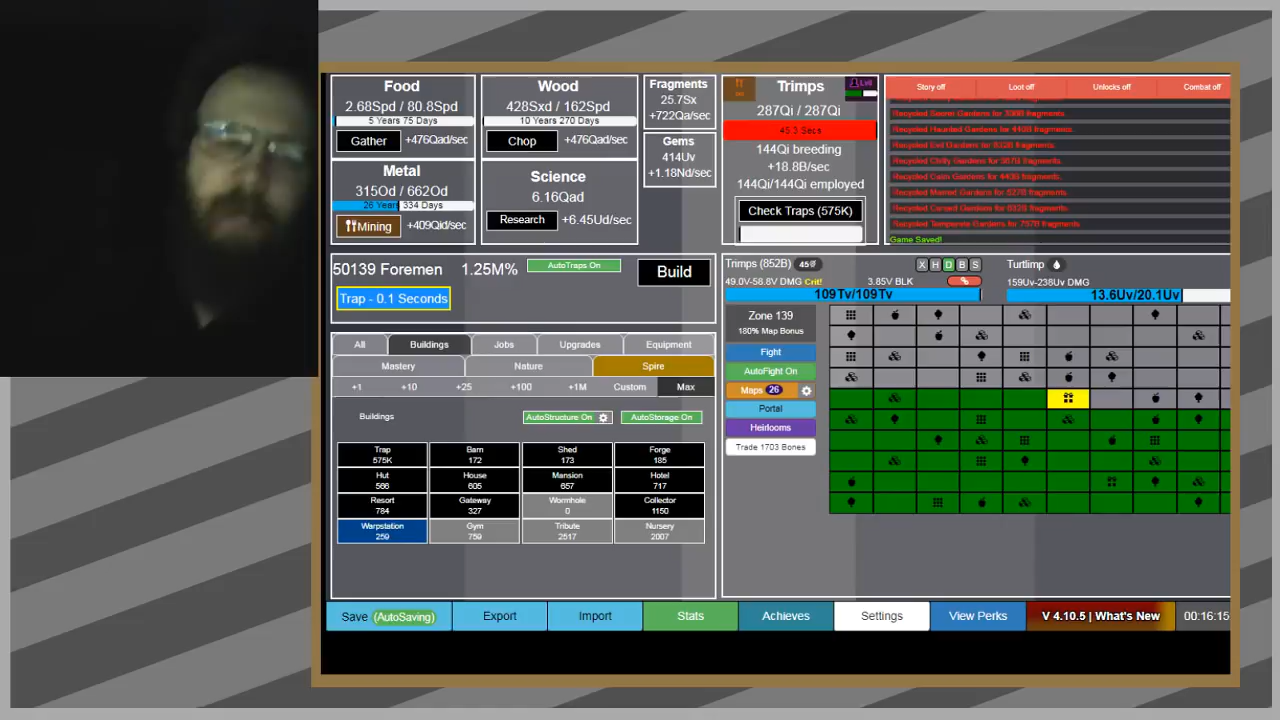 Food
2.68Spd / 80.8Spd
5 Years 75 Days
Gather
+476Qad/sec
Wood
428Sxd / 162Spd
10 Years 270 Days
Chop
+476Qad/sec
Metal
315Od / 662Od
26 Years 334 Days
Mining
+409Qid/sec
Science
6.16Qad
Research
+6.45Ud/sec
Fragments
25.7Sx
+722Qa/sec
Gems
414Uv
+1.18Nd/sec
Trimps
287Qi / 287Qi
45.3 Secs
144Qi breeding
+18.8B/sec
144Qi/144Qi employed
Check Traps (575K)
Story off
Loot off
Unlocks off
Combat off
Game Saved!
50139 Foremen
1.25M%
AutoTraps On
Build
Trap - 0.1 Seconds
All
Buildings
Jobs
Upgrades
Equipment
Mastery
Nature
Spire
+1
+10
+25
+100
+1M
Custom
Max
Buildings
AutoStructure On
AutoStorage On
Trap
575K
Barn
172
Shed
173
Forge
185
Hut
566
House
605
Mansion
657
Hotel
717
Resort
784
Gateway
327
Wormhole
0
Collector
1150
Warpstation
259
Gym
759
Tribute
2517
Nursery
2007
Trimps (852B)
X
H
D
B
S
49.0V-58.8V DMG Crit!
3.85V BLK
109Tv/109Tv
Turtlimp
159Uv-238Uv DMG
13.6Uv/20.1Uv
Zone 139
180% Map Bonus
Fight
AutoFight On
Maps 26
Portal
Heirlooms
Trade 1703 Bones
Save (AutoSaving)
Export
Import
Stats
Achieves
Settings
View Perks
V 4.10.5 | What's New
00:16:15